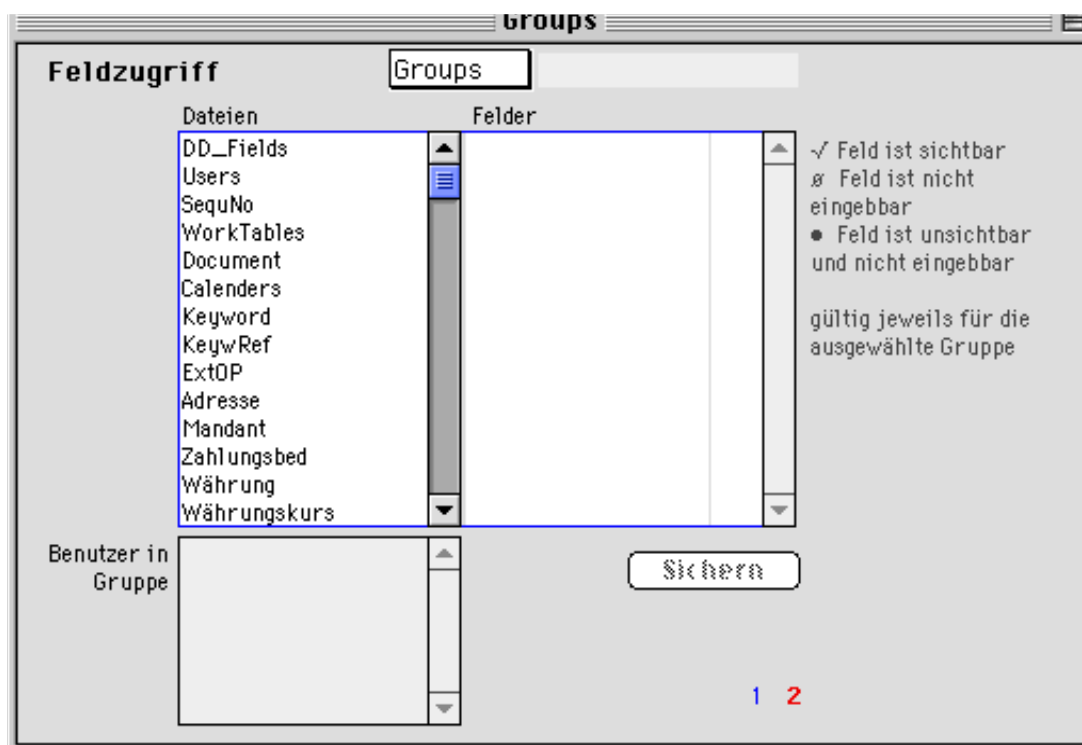 Groups
Feldzugriff
Groups
Dateien
Felder
DD_Fields
Users
SequNo
WorkTables
Document
Calenders
Keyword
KeywRef
ExtOP
Adresse
Mandant
Zahlungsbed
Währung
Währungskurs
√ Feld ist sichtbar
ø Feld ist nicht
eingebbar
● Feld ist unsichtbar
und nicht eingebbar
gültig jeweils für die
ausgewählte Gruppe
Benutzer in
Gruppe
Sichern
1 2